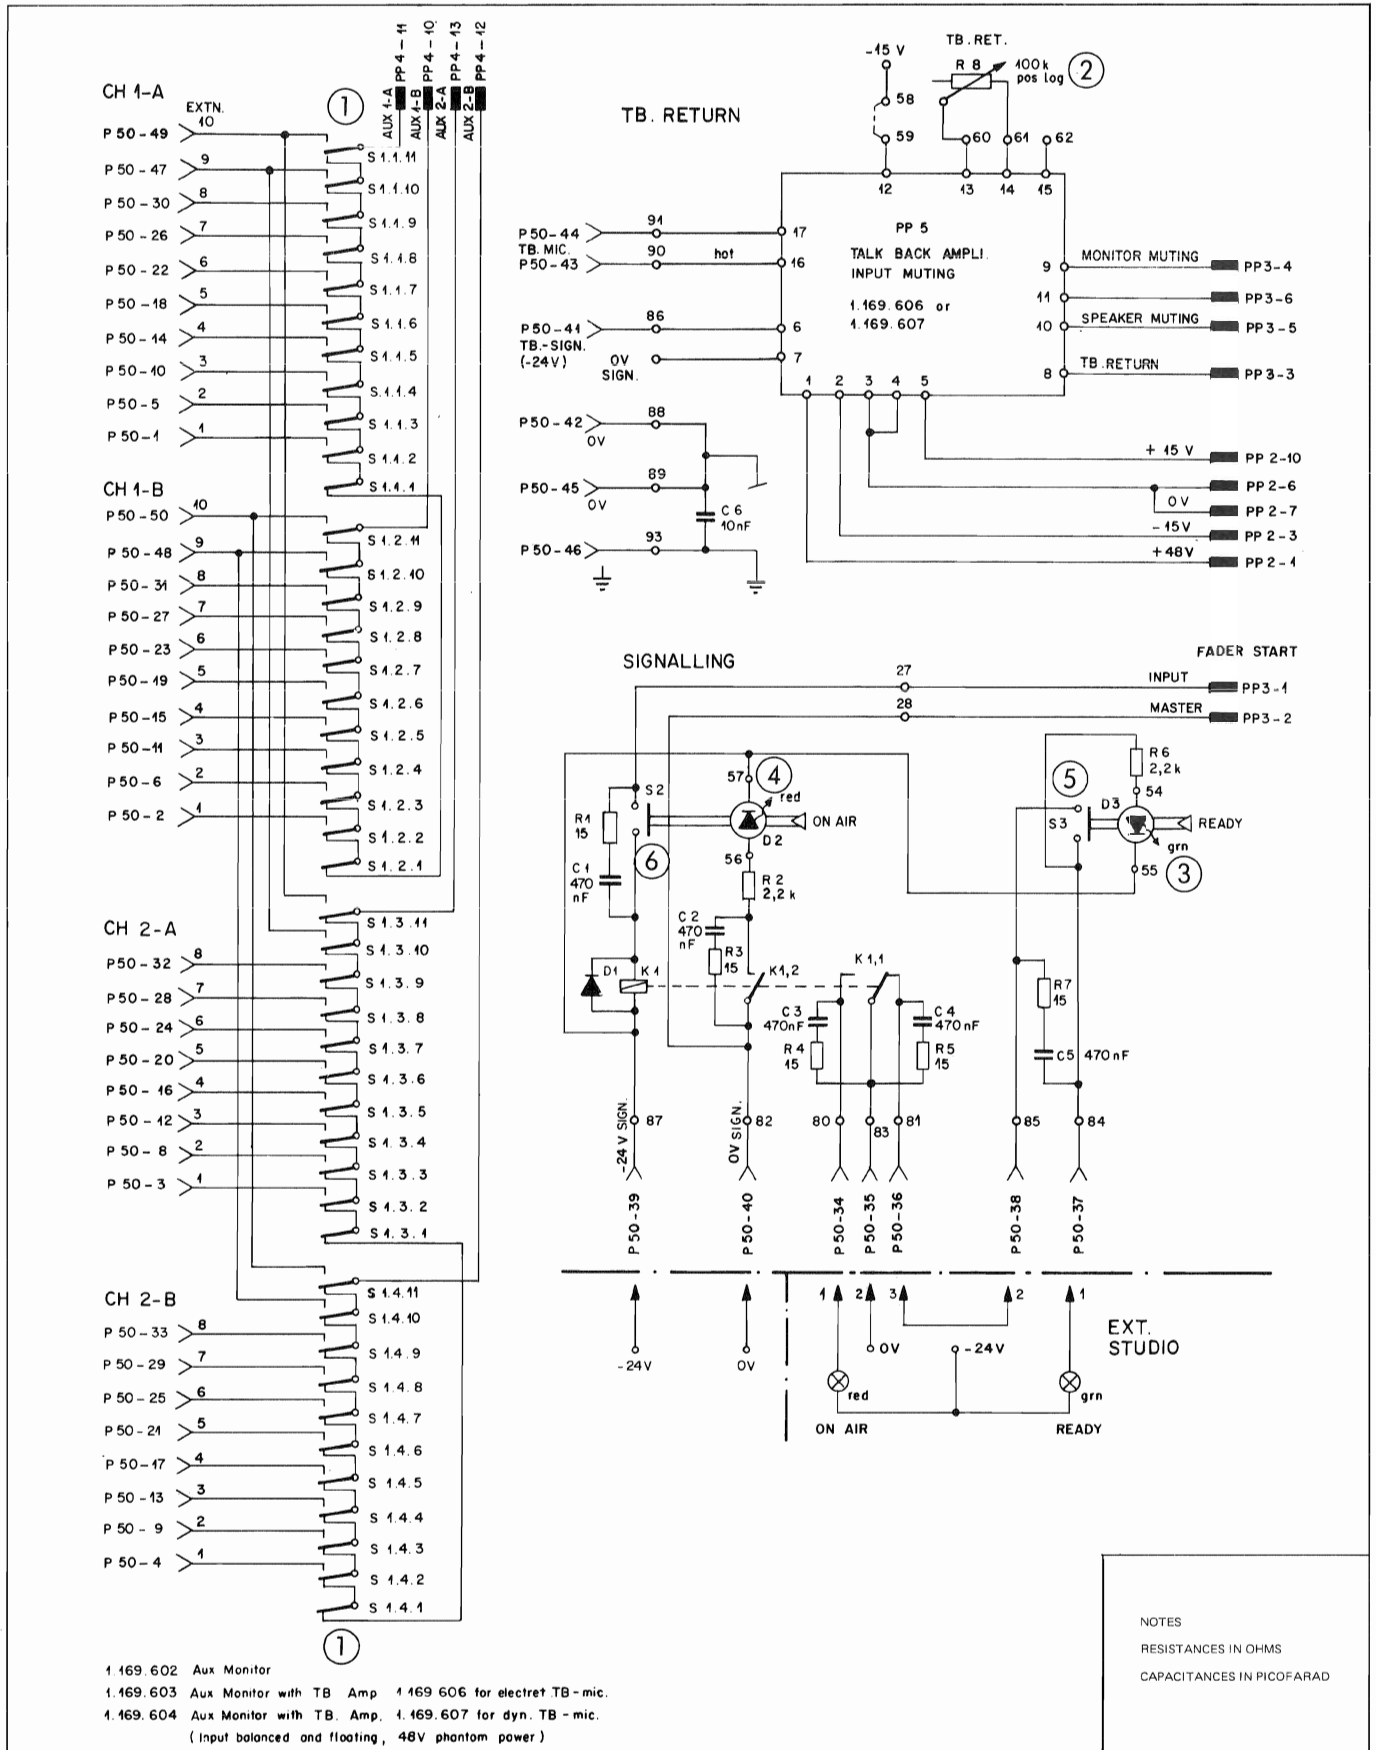 AUX 1-A PP4-11
AUX 1-B PP4-10
AUX 2-A PP4-13
AUX 2-B PP4-12
1
CH 1-A
EXTN.
P 50-49 10
P 50-47 9
P 50-30 8
P 50-26 7
P 50-22 6
P 50-18 5
P 50-14 4
P 50-10 3
P 50-5 2
P 50-1 1
S 1.1.11
S 1.1.10
S 1.1.9
S 1.1.8
S 1.1.7
S 1.1.6
S 1.1.5
S 1.1.4
S 1.1.3
S 1.1.2
S 1.1.1
CH 1-B
P 50-50 10
P 50-48 9
P 50-31 8
P 50-27 7
P 50-23 6
P 50-19 5
P 50-15 4
P 50-11 3
P 50-6 2
P 50-2 1
S 1.2.11
S 1.2.10
S 1.2.9
S 1.2.8
S 1.2.7
S 1.2.6
S 1.2.5
S 1.2.4
S 1.2.3
S 1.2.2
S 1.2.1
CH 2-A
P 50-32 8
P 50-28 7
P 50-24 6
P 50-20 5
P 50-16 4
P 50-12 3
P 50-8 2
P 50-3 1
S 1.3.11
S 1.3.10
S 1.3.9
S 1.3.8
S 1.3.7
S 1.3.6
S 1.3.5
S 1.3.4
S 1.3.3
S 1.3.2
S 1.3.1
CH 2-B
P 50-33 8
P 50-29 7
P 50-25 6
P 50-21 5
P 50-17 4
P 50-13 3
P 50-9 2
P 50-4 1
S 1.4.11
S 1.4.10
S 1.4.9
S 1.4.8
S 1.4.7
S 1.4.6
S 1.4.5
S 1.4.4
S 1.4.3
S 1.4.2
S 1.4.1
1
TB. RETURN
-15 V
58
59
TB. RET.
R 8
100 k
pos log
2
60 61 62
12 13 14 15
P 50-44 91 17
TB. MIC.
P 50-43 90 hot 16
P 50-41 86 6
TB.-SIGN.
(-24V)
0V
SIGN.
7
PP 5
TALK BACK AMPLI.
INPUT MUTING
1.169.606 or
1.169.607
9 MONITOR MUTING PP3-4
11 PP3-6
10 SPEAKER MUTING PP3-5
8 TB.RETURN PP3-3
1 2 3 4 5
P 50-42 88
0V
P 50-45 89
0V
P 50-46 93
C 6
10nF
+ 15 V PP 2-10
PP 2-6
0V PP 2-7
- 15V PP 2-3
+48V PP 2-1
SIGNALLING
FADER START
27 INPUT PP3-1
28 MASTER PP3-2
R1
15
C 1
470
nF
S2
6
57
4
red
ON AIR
D2
56
R 2
2,2 k
C 2
470
nF
R3
15
D1
K 1
K1,2
K 1,1
C 3
470nF
R 4
15
C 4
470nF
R5
15
5
S3
R 6
2,2 k
54
D3
READY
grn
55
3
R7
15
C5 470 nF
-24 V SIGN. 87
0V SIGN. 82
80
83
81
85
84
P 50-39
P 50-40
P 50-34
P 50-35
P 50-36
P 50-38
P 50-37
1 2 3 2 1
-24V
0V
0V
-24V
EXT.
STUDIO
red
grn
ON AIR
READY
NOTES
RESISTANCES IN OHMS
CAPACITANCES IN PICOFARAD
1.169.602 Aux Monitor
1.169.603 Aux Monitor with TB Amp 1 169 606 for electret TB-mic.
1.169.604 Aux Monitor with TB. Amp. 1.169.607 for dyn. TB-mic.
(Input balanced and floating, 48V phantom power)